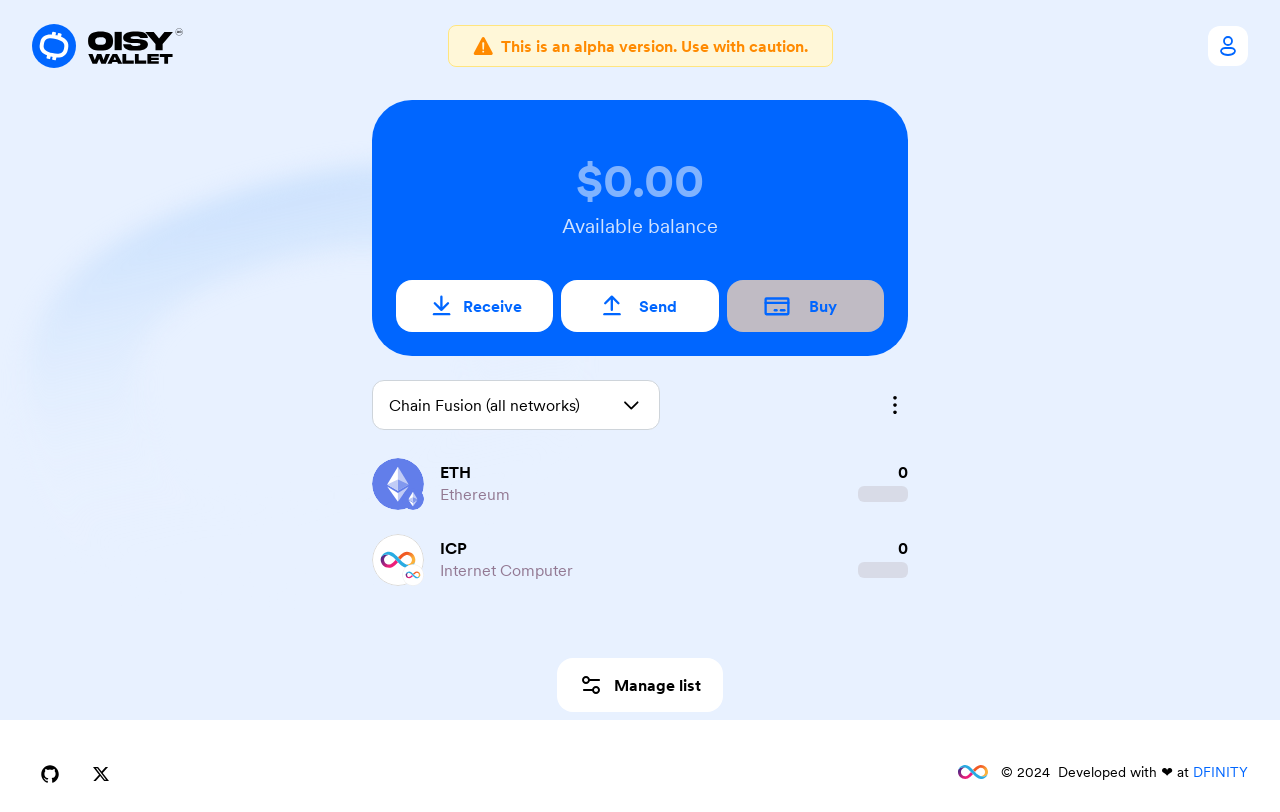 OISY
WALLET
This is an alpha version. Use with caution.
$0.00
Available balance
Receive
Send
Buy
Chain Fusion (all networks)
ETH
0
Ethereum
ICP
0
Internet Computer
Manage list
© 2024 Developed with ❤ at DFINITY